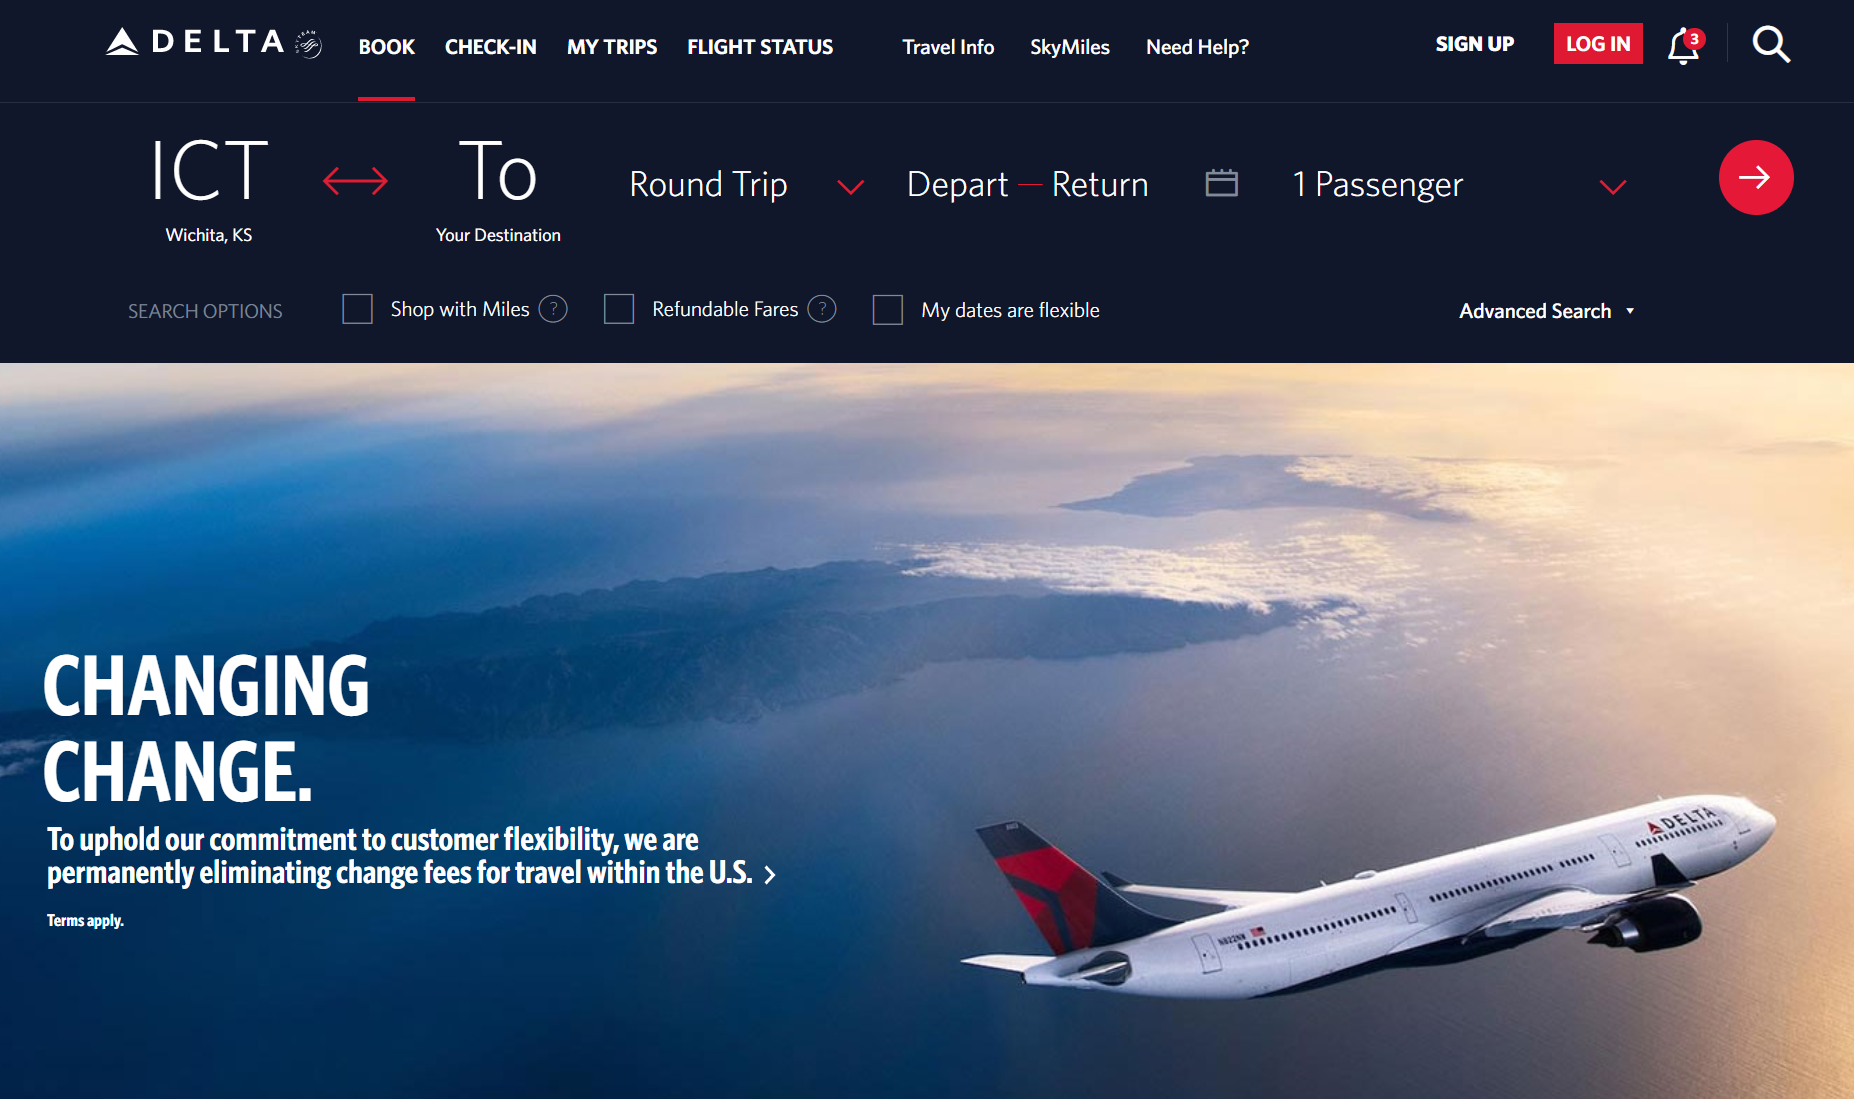 DELTA
BOOK CHECK-IN MY TRIPS FLIGHT STATUS Travel Info SkyMiles Need Help? SIGN UP LOG IN 3
ICT To Round Trip Depart — Return 1 Passenger
Wichita, KS Your Destination
SEARCH OPTIONS Shop with Miles ? Refundable Fares ? My dates are flexible Advanced Search
CHANGING
CHANGE.
To uphold our commitment to customer flexibility, we are
permanently eliminating change fees for travel within the U.S.
Terms apply.
DELTA
N822NW